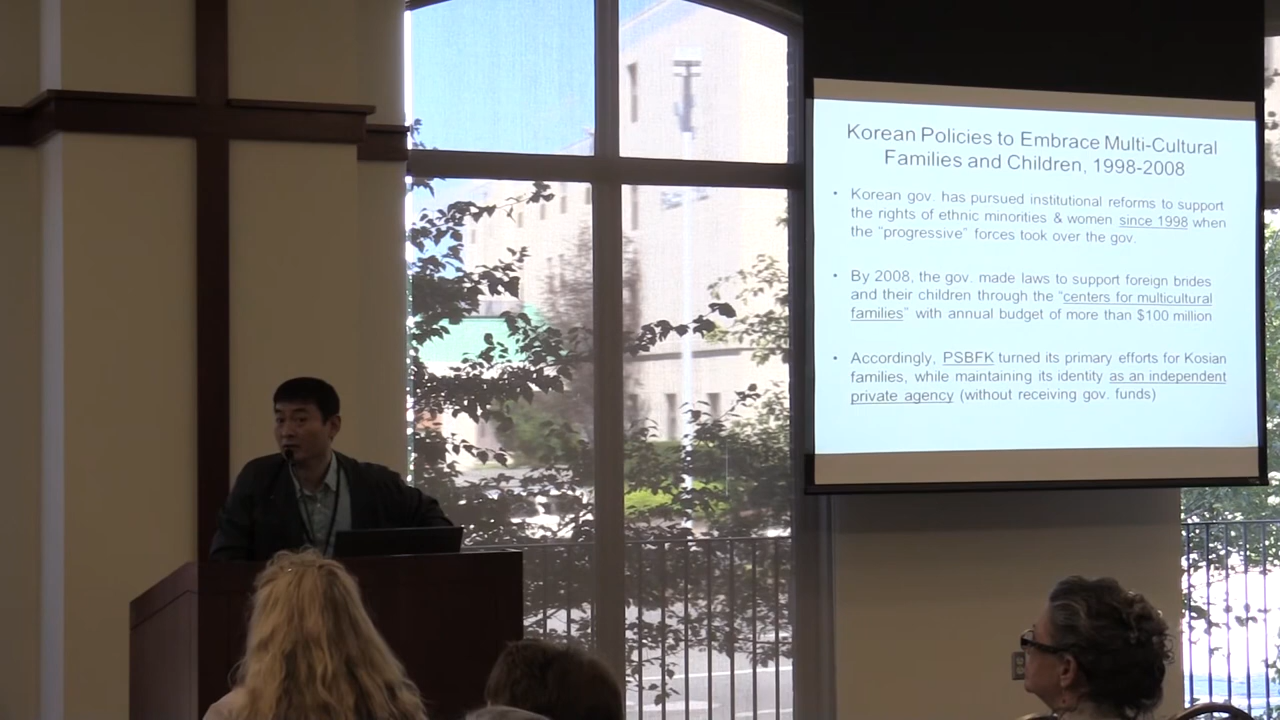 Korean Policies to Embrace Multi-Cultural
Families and Children, 1998-2008
• Korean gov. has pursued institutional reforms to support
the rights of ethnic minorities & women since 1998 when
the “progressive” forces took over the gov.
• By 2008, the gov. made laws to support foreign brides
and their children through the “centers for multicultural
families” with annual budget of more than $100 million
• Accordingly, PSBFK turned its primary efforts for Kosian
families, while maintaining its identity as an independent
private agency (without receiving gov. funds)